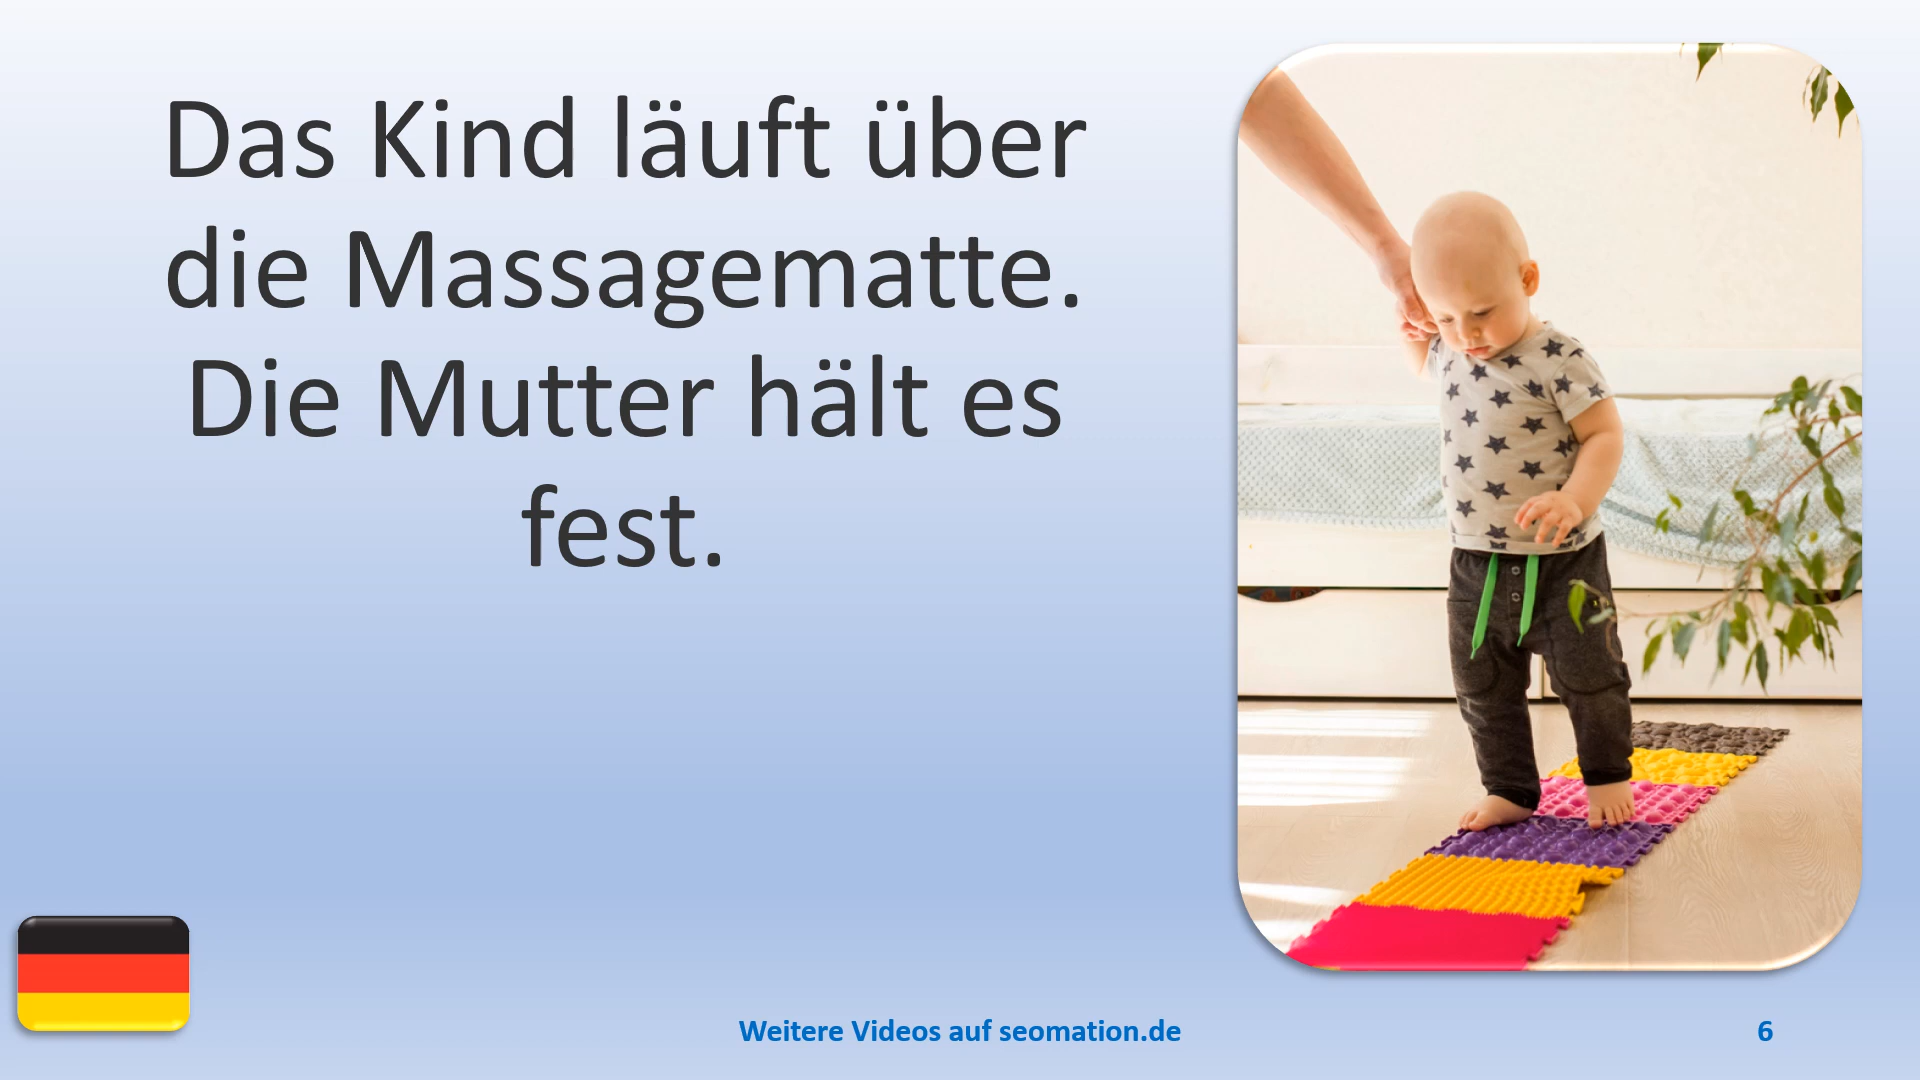 Das Kind läuft über
die Massagematte.
Die Mutter hält es
fest.
Weitere Videos auf seomation.de
6